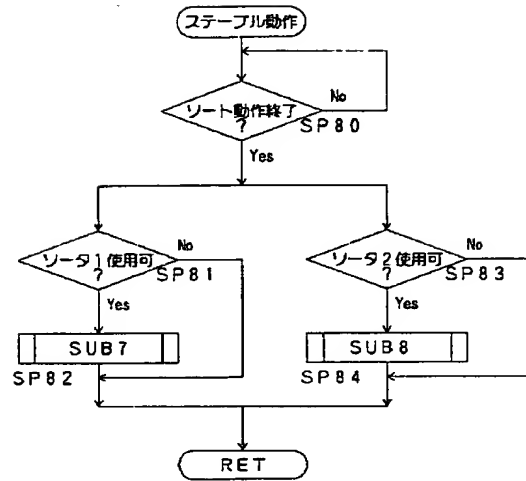 ステープル動作
ソート動作終了
?
No
SP80
Yes
ソータ1使用可
?
No
SP81
Yes
SUB7
SP82
ソータ2使用可
?
No
SP83
Yes
SUB8
SP84
RET